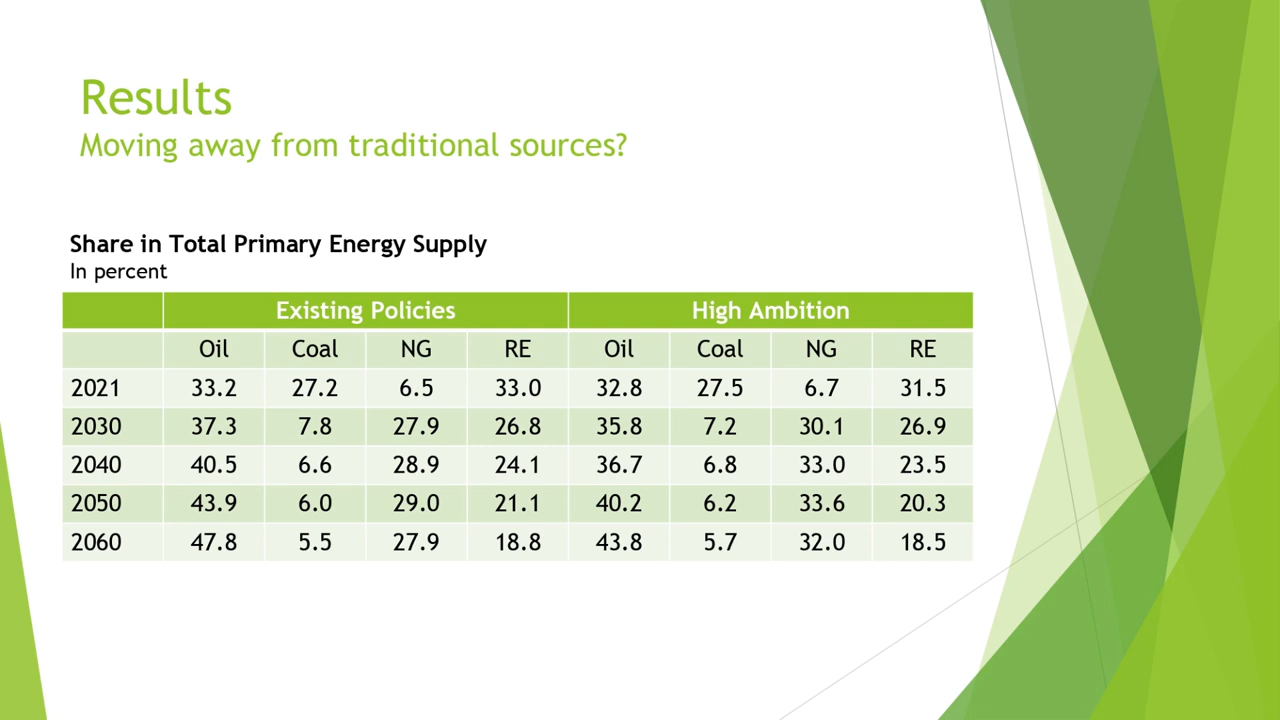 Results
Moving away from traditional sources?
Share in Total Primary Energy Supply
In percent
Existing Policies High Ambition
Oil Coal NG RE Oil Coal NG RE
2021 33.2 27.2 6.5 33.0 32.8 27.5 6.7 31.5
2030 37.3 7.8 27.9 26.8 35.8 7.2 30.1 26.9
2040 40.5 6.6 28.9 24.1 36.7 6.8 33.0 23.5
2050 43.9 6.0 29.0 21.1 40.2 6.2 33.6 20.3
2060 47.8 5.5 27.9 18.8 43.8 5.7 32.0 18.5